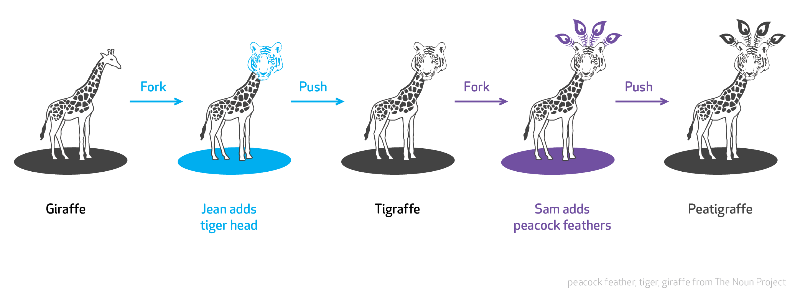 Fork
Push
Fork
Push
Giraffe
Jean adds
tiger head
Tigraffe
Sam adds
peacock feathers
Peatigraffe
peacock feather, tiger, giraffe from The Noun Project